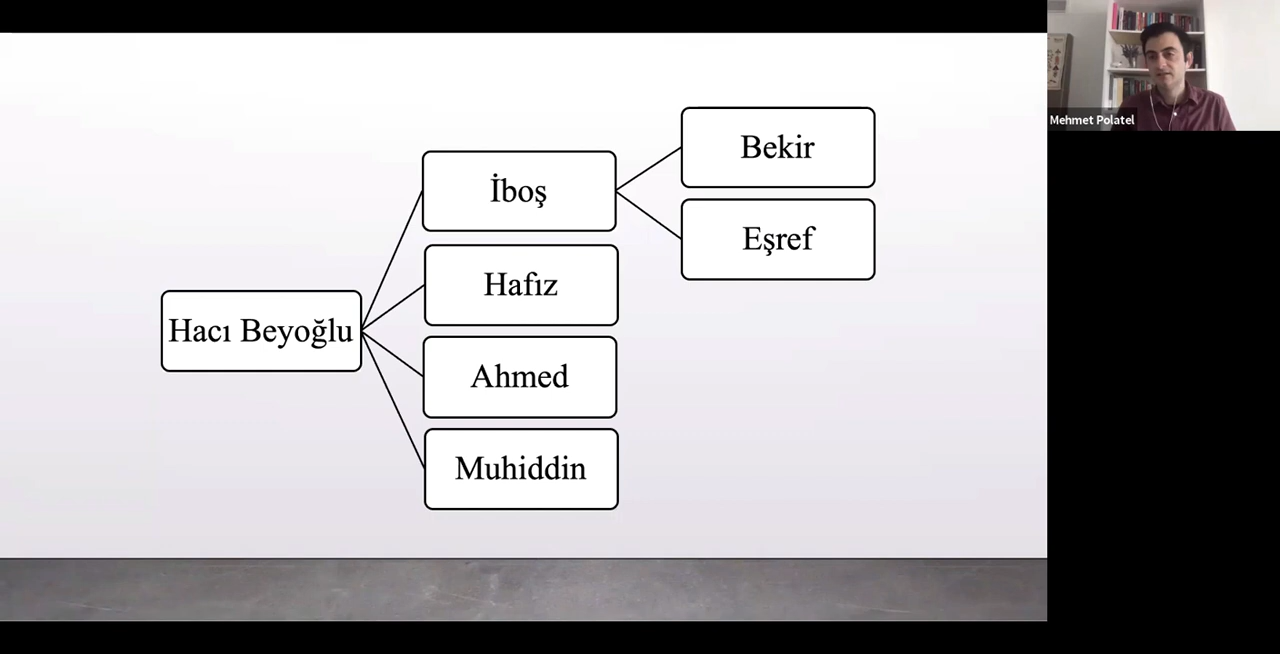 Hacı Beyoğlu
İboş
Hafız
Ahmed
Muhiddin
Bekir
Eşref
Mehmet Polatel